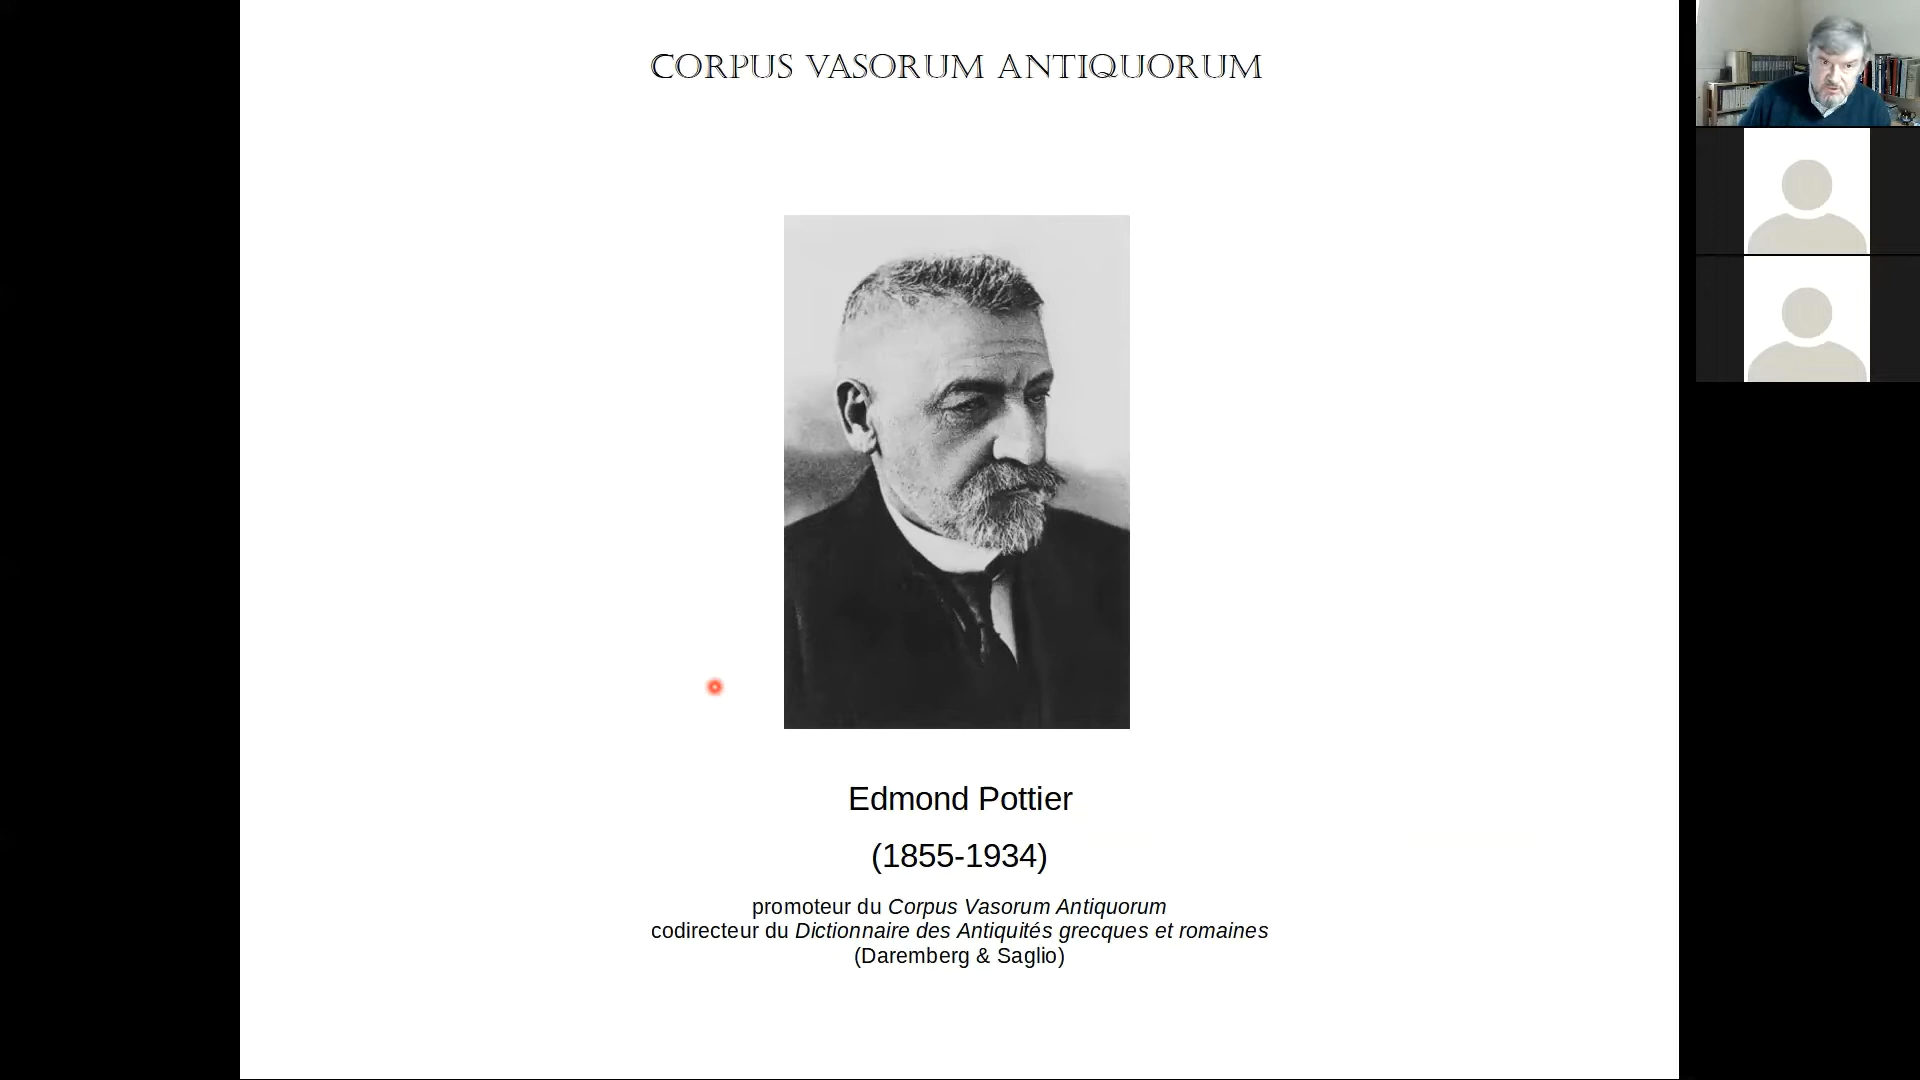 CORPUS VASORUM ANTIQUORUM
Edmond Pottier
(1855-1934)
promoteur du Corpus Vasorum Antiquorum
codirecteur du Dictionnaire des Antiquités grecques et romaines
(Daremberg & Saglio)